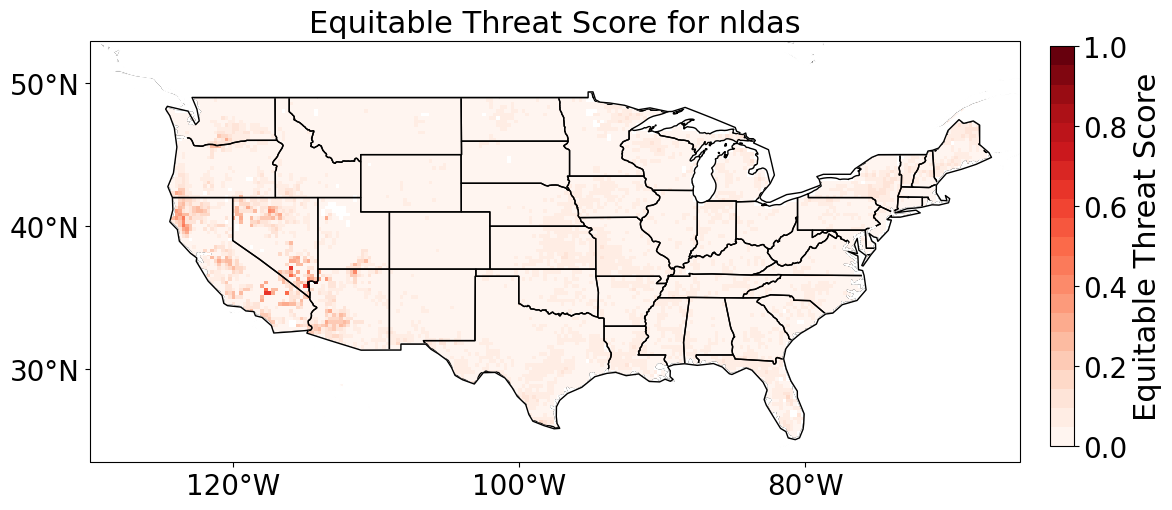 Equitable Threat Score for nldas
50°N
40°N
30°N
120°W
100°W
80°W
1.0
0.8
0.6
0.4
0.2
0.0
Equitable Threat Score